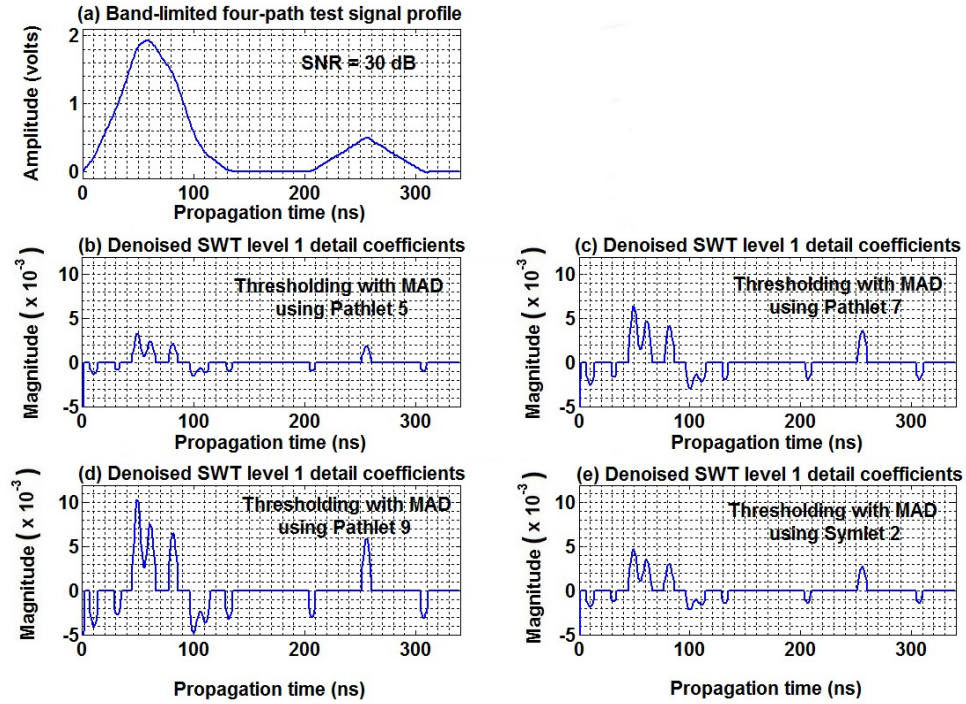 (a) Band-limited four-path test signal profile
Amplitude (volts)
2
1
0
SNR = 30 dB
0 100 200 300
Propagation time (ns)
(b) Denoised SWT level 1 detail coefficients
Magnitude ( x 10^-3 )
10
5
0
-5
Thresholding with MAD
using Pathlet 5
0 100 200 300
Propagation time (ns)
(c) Denoised SWT level 1 detail coefficients
Magnitude ( x 10^-3 )
10
5
0
-5
Thresholding with MAD
using Pathlet 7
0 100 200 300
Propagation time (ns)
(d) Denoised SWT level 1 detail coefficients
Magnitude ( x 10^-3 )
10
5
0
-5
Thresholding with MAD
using Pathlet 9
0 100 200 300
Propagation time (ns)
(e) Denoised SWT level 1 detail coefficients
Magnitude ( x 10^-3 )
10
5
0
-5
Thresholding with MAD
using Symlet 2
0 100 200 300
Propagation time (ns)